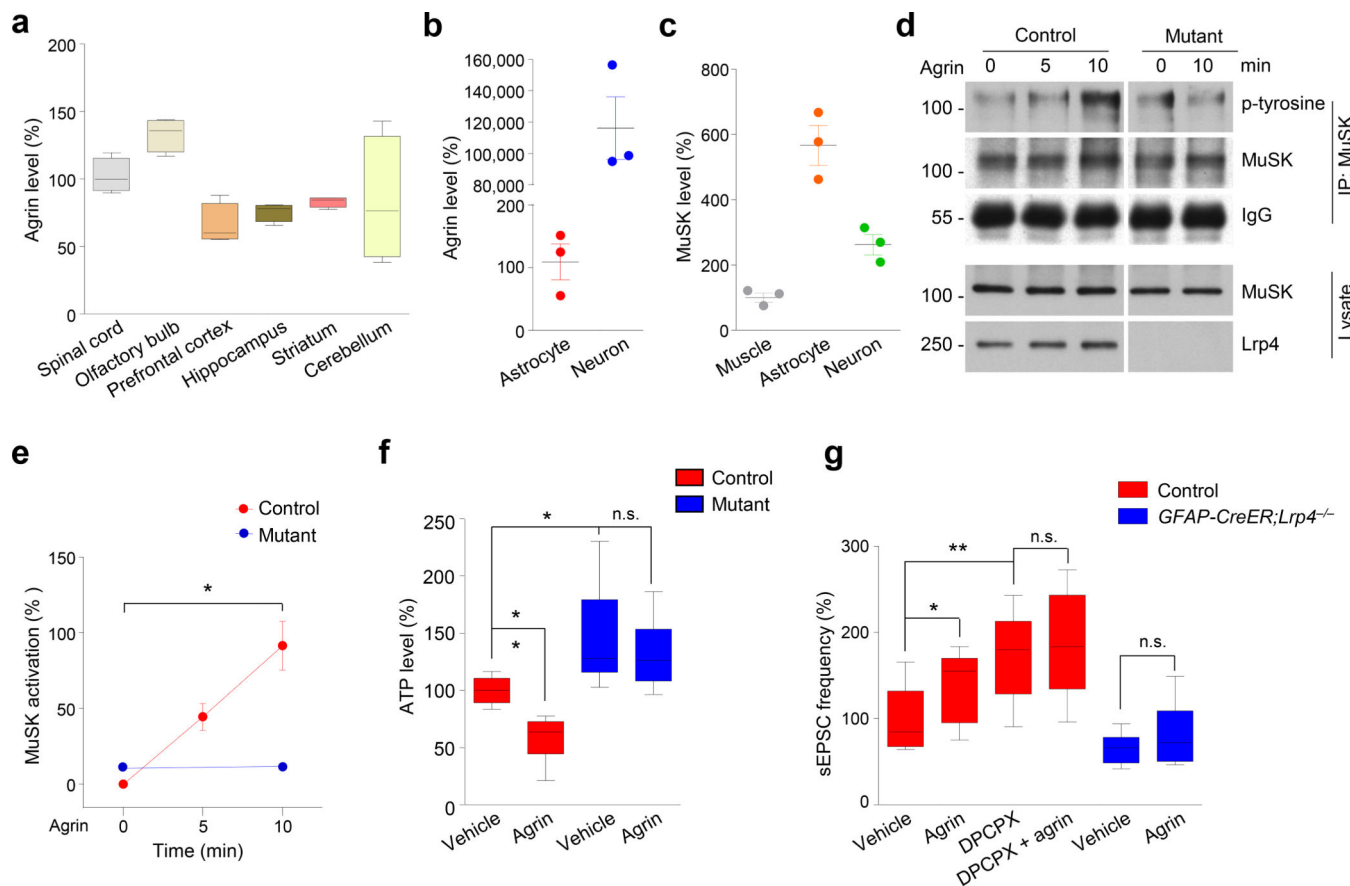 a
200
150
100
50
0
Agrin level (%)
Spinal cord
Olfactory bulb
Prefrontal cortex
Hippocampus
Striatum
Cerebellum
b
160,000
140,000
120,000
100,000
80,000
200
100
0
Agrin level (%)
Astrocyte
Neuron
c
800
600
400
200
0
MuSK level (%)
Muscle
Astrocyte
Neuron
d
Control Mutant
Agrin 0 5 10 0 10 min
100 - p-tyrosine
100 - MuSK
55 - IgG
IP: MuSK
100 - MuSK
250 - Lrp4
Lysate
e
Control
Mutant
150
100
50
0
MuSK activation (% )
*
Agrin 0 5 10
Time (min)
f
Control
Mutant
250
200
150
100
50
0
ATP level (%)
* n.s.
*
*
Vehicle
Agrin
Vehicle
Agrin
g
Control
GFAP-CreER;Lrp4–/–
300
200
100
0
sEPSC frequency (%)
** n.s.
*
n.s.
Vehicle
Agrin
DPCPX
DPCPX + agrin
Vehicle
Agrin